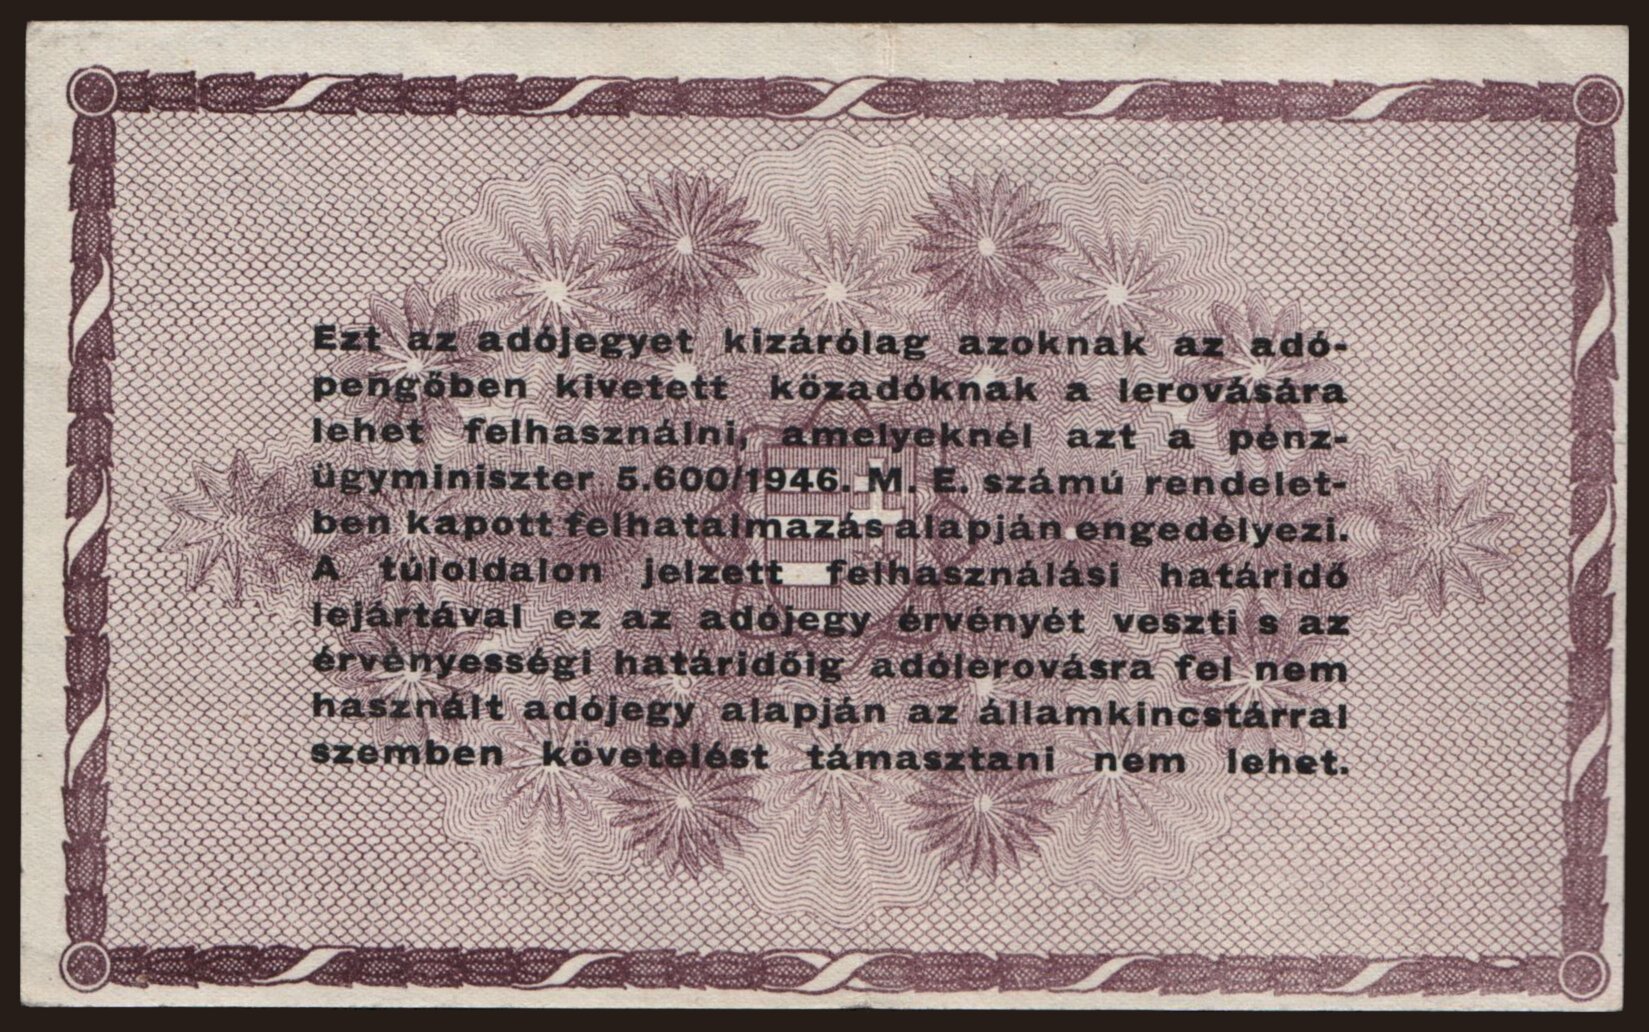 Ezt az adójegyet kizárólag azoknak az adó-
pengőben kivetett közadóknak a lerovására
lehet felhasználni, amelyeknél azt a pénz-
ügyminiszter 5.600/1946. M. E. számú rendelet-
ben kapott felhatalmazás alapján engedélyezi.
A túloldalon jelzett felhasználási határidő
lejártával ez az adójegy érvényét veszti s az
érvényességi határidőig adólerovásra fel nem
használt adójegy alapján az államkincstárral
szemben követelést támasztani nem lehet.